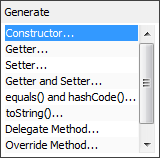 Generate
Constructor...
Getter...
Setter...
Getter and Setter...
equals() and hashCode()...
toString()...
Delegate Method...
Override Method...